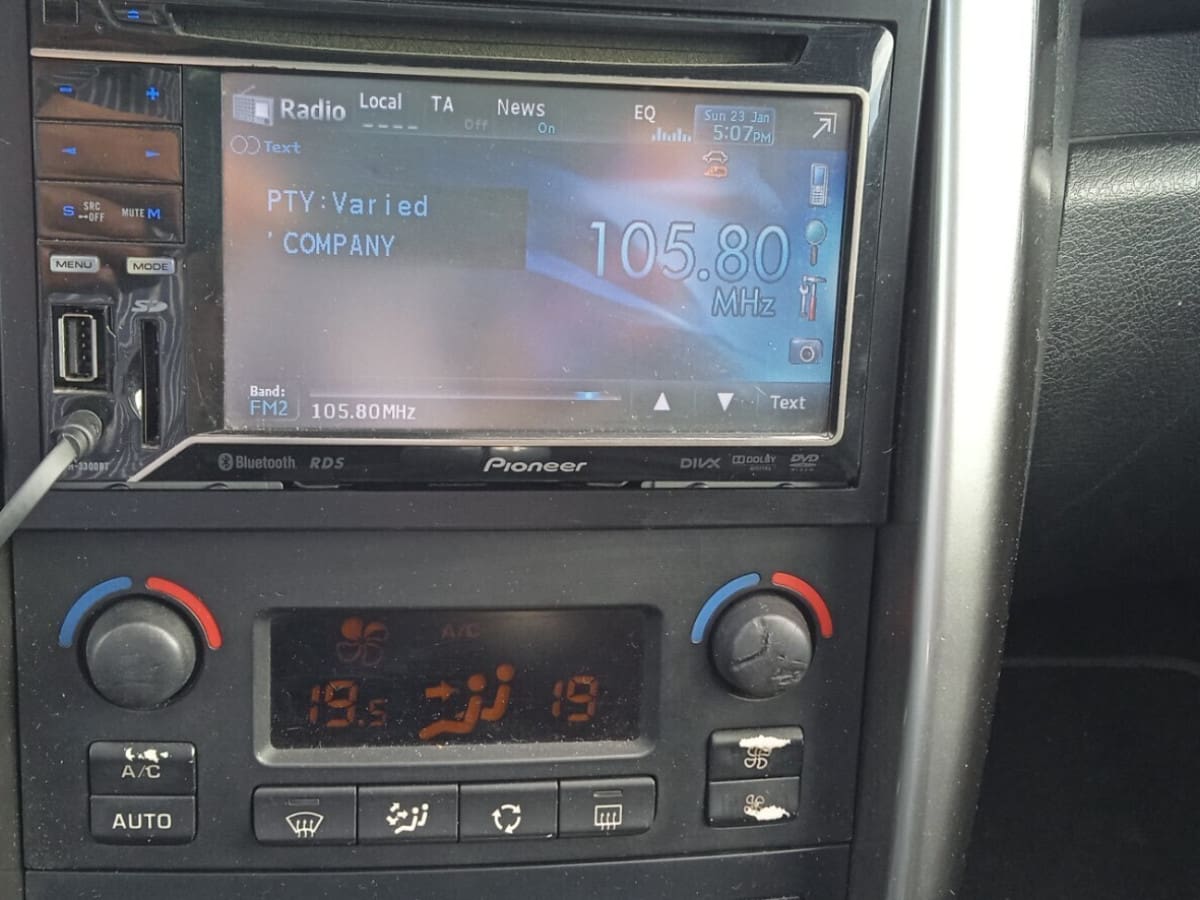 Radio Local TA Off News On EQ Sun 23 Jan
5:07PM
Text
PTY:Varied
' COMPANY
105.80
MHz
Band:
FM2
105.80MHz
Text
S SRC OFF MUTE M
MENU MODE
SD
Bluetooth RDS Pioneer DIVX DOLBY DIGITAL DVD
A/C
19.5 19
A/C
AUTO